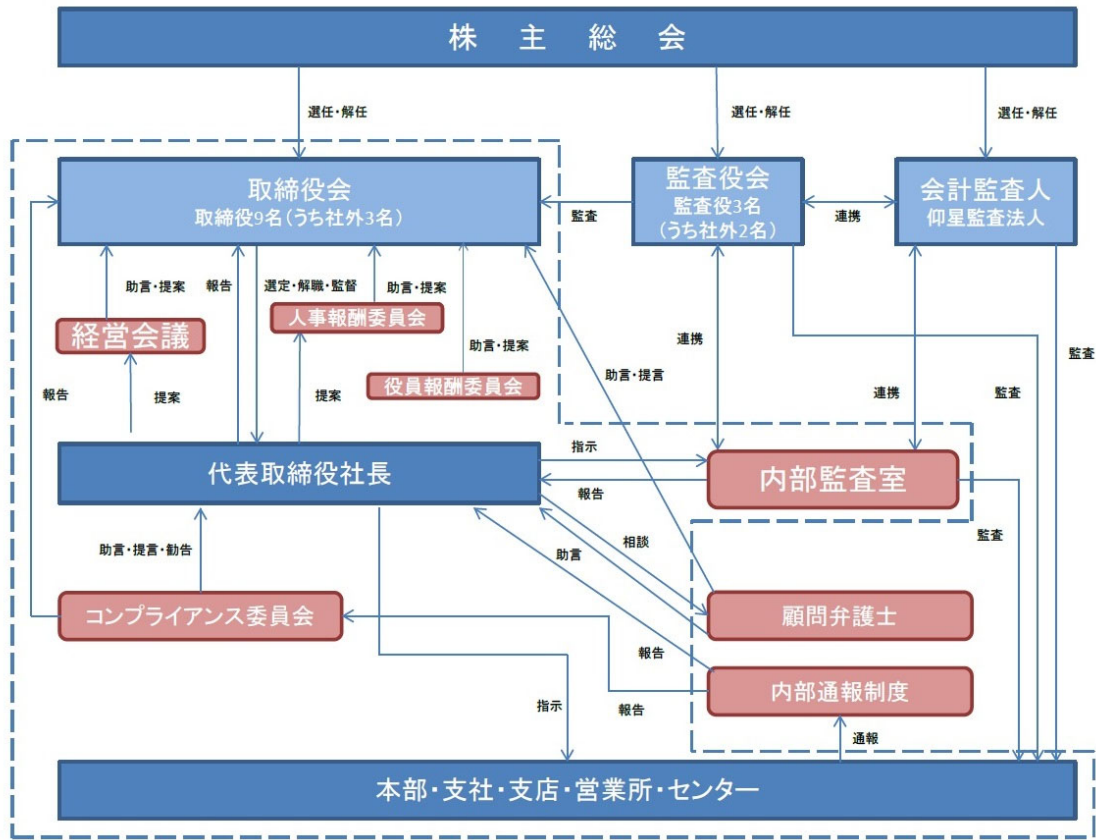 株主総会
選任・解任
選任・解任
選任・解任
取締役会
取締役9名(うち社外3名)
監査役会
監査役3名
(うち社外2名)
会計監査人
仰星監査法人
監査
連携
助言・提案
報告
選定・解職・監督
助言・提案
経営会議
人事報酬委員会
連携
監査
助言・提案
役員報酬委員会
助言・提言
報告
提案
提案
連携
監査
代表取締役社長
指示
報告
内部監査室
監査
助言・提言・勧告
助言
相談
コンプライアンス委員会
顧問弁護士
報告
内部通報制度
指示
報告
通報
本部・支社・支店・営業所・センター